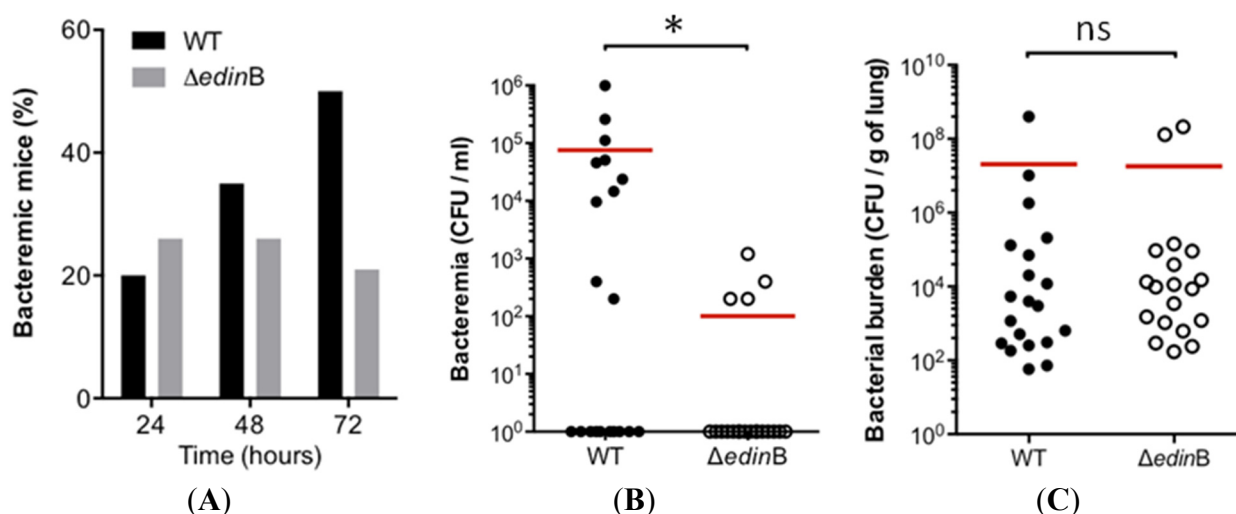 60
40
20
0
Bacteremic mice (%)
WT
ΔedinB
24 48 72
Time (hours)
(A)
*
10⁶
10⁵
10⁴
10³
10²
10¹
10⁰
Bacteremia (CFU / ml)
WT ΔedinB
(B)
ns
10¹⁰
10⁸
10⁶
10⁴
10²
10⁰
Bacterial burden (CFU / g of lung)
WT ΔedinB
(C)